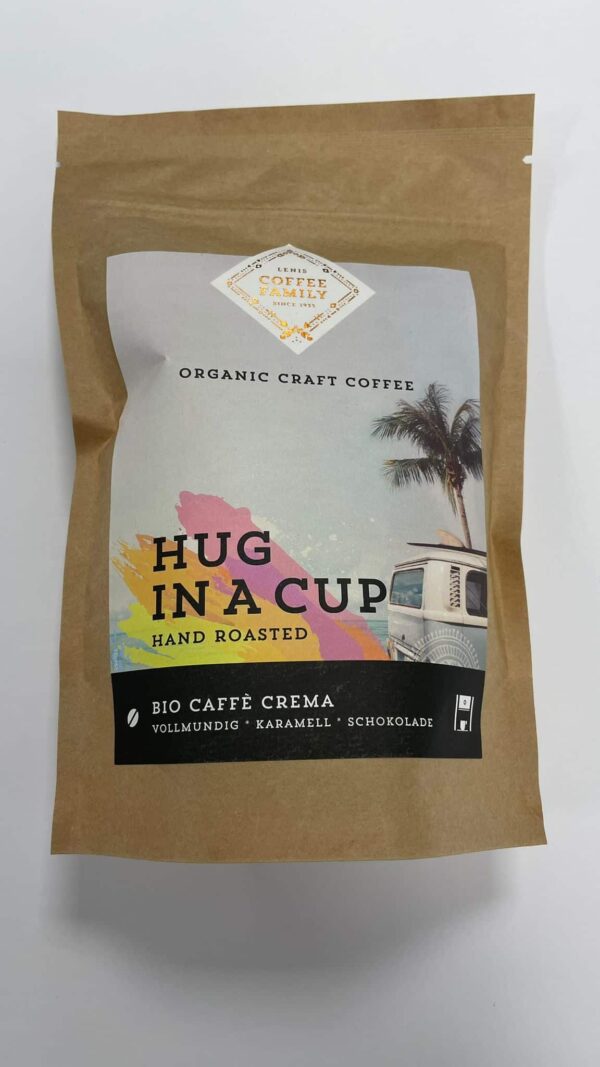 LENIS
COFFEE
FAMILY
SINCE 1935
ORGANIC CRAFT COFFEE
HUG
IN A CUP
HAND ROASTED
BIO CAFFÈ CREMA
VOLLMUNDIG * KARAMELL * SCHOKOLADE